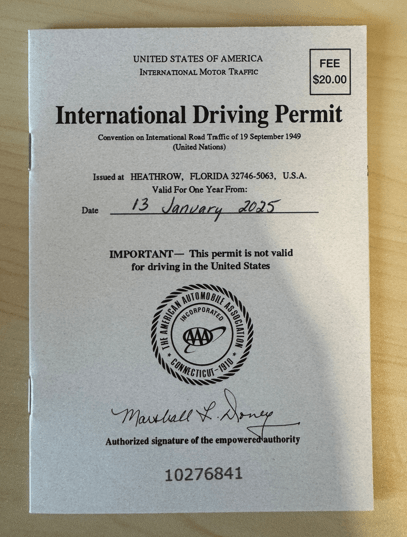 UNITED STATES OF AMERICA
INTERNATIONAL MOTOR TRAFFIC
FEE
$20.00
International Driving Permit
Convention on International Road Traffic of 19 September 1949
(United Nations)
Issued at HEATHROW, FLORIDA 32746-5063, U.S.A.
Valid For One Year From:
Date 13 January 2025
IMPORTANT— This permit is not valid
for driving in the United States
THE AMERICAN AUTOMOBILE ASSOCIATION
INCORPORATED
AAA
• CONNECTICUT-1910 •
Marshall L. Doney
Authorized signature of the empowered authority
10276841